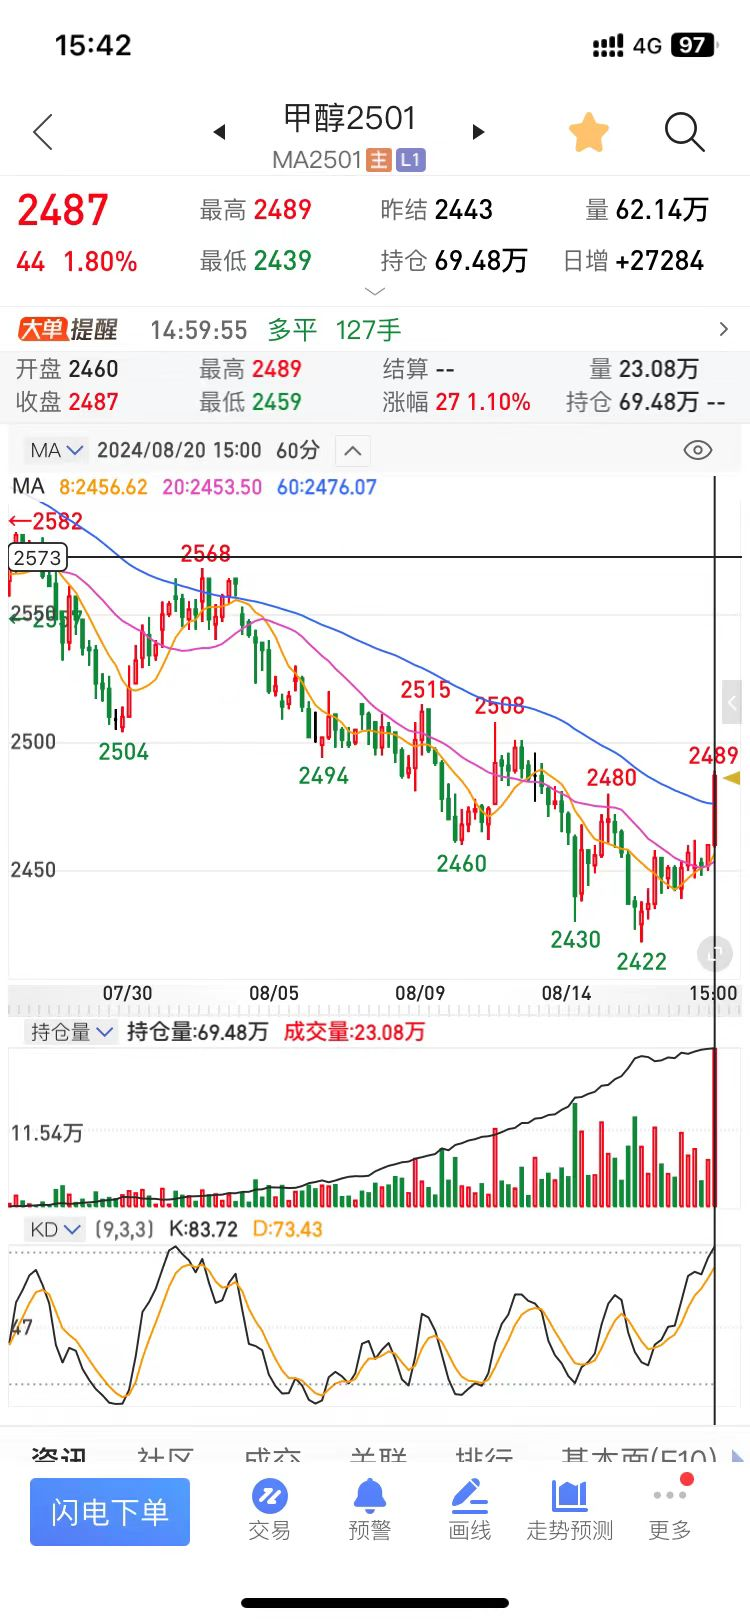 15:42 4G 97
甲醇2501
MA2501 主 L1
2487 最高 2489 昨结 2443 量 62.14万
44 1.80% 最低 2439 持仓 69.48万 日增 +27284
大单提醒 14:59:55 多平 127手
开盘 2460 最高 2489 结算 -- 量 23.08万
收盘 2487 最低 2459 涨幅 27 1.10% 持仓 69.48万 --
MA 2024/08/20 15:00 60分
MA 8:2456.62 20:2453.50 60:2476.07
←2582
2573
2568
2550
2515
2508
2500
2504
2489
2494
2480
2460
2450
2430
2422
07/30 08/05 08/09 08/14 15:00
持仓量 持仓量:69.48万 成交量:23.08万
11.54万
KD (9,3,3) K:83.72 D:73.43
47
资讯 社区 成交 关联 排行 基本面(F10)
闪电下单 交易 预警 画线 走势预测 更多